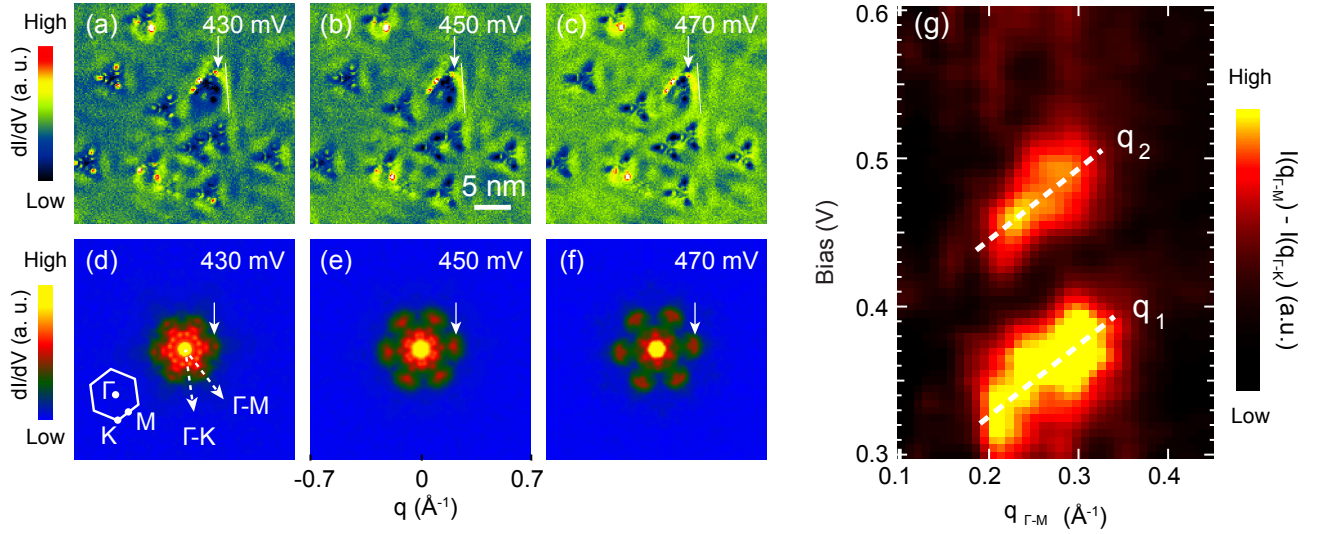 High
dI/dV (a. u.)
Low
(a) 430 mV
(b) 450 mV
5 nm
(c) 470 mV
High
dI/dV (a. u.)
Low
(d) 430 mV
Γ
M
K
Γ-K
Γ-M
(e) 450 mV
(f) 470 mV
-0.7 0 0.7
q (Å⁻¹)
(g)
0.6
0.5
0.4
0.3
Bias (V)
q₂
q₁
0.1 0.2 0.3 0.4
q Γ-M (Å⁻¹)
High
I(qΓ-M) - I(qΓ-K) (a.u.)
Low